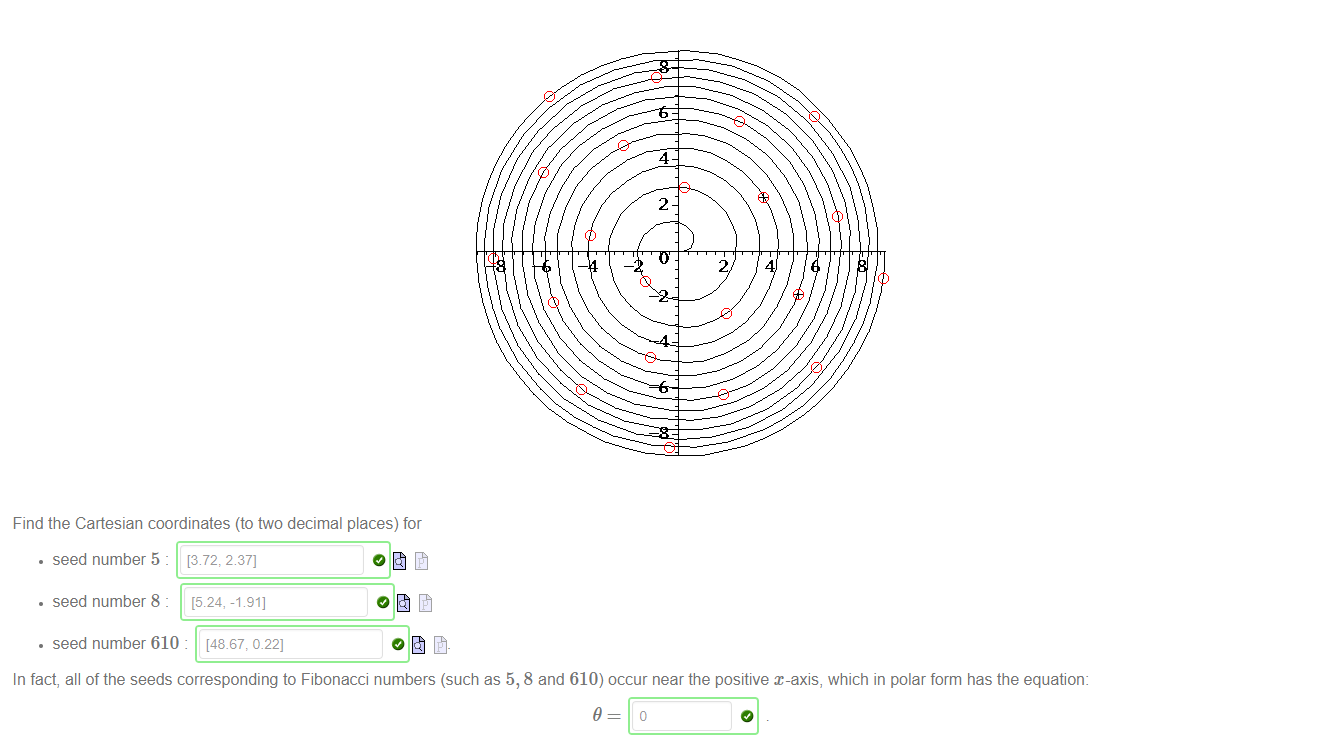 8
6
4
2
0
-8 -6 -4 -2 2 4 6 8
-2
-4
-6
-8
Find the Cartesian coordinates (to two decimal places) for
• seed number 5 : [3.72, 2.37]
• seed number 8 : [5.24, -1.91]
• seed number 610 : [48.67, 0.22] .
In fact, all of the seeds corresponding to Fibonacci numbers (such as 5, 8 and 610) occur near the positive x-axis, which in polar form has the equation:
θ = 0 .